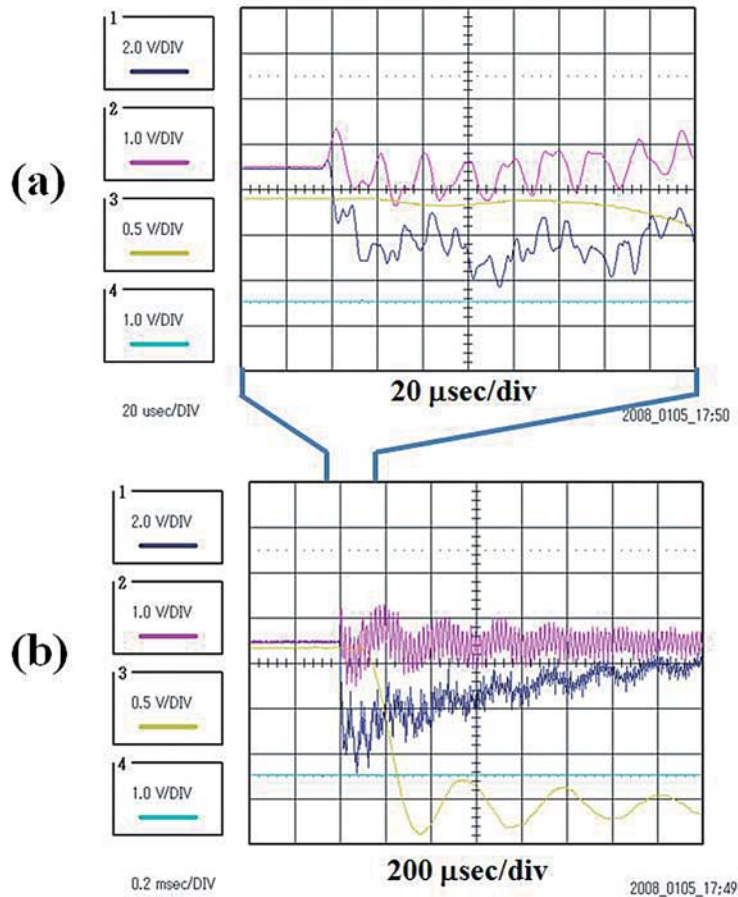 (a)
1
2.0 V/DIV
2
1.0 V/DIV
3
0.5 V/DIV
4
1.0 V/DIV
20 usec/DIV
20 μsec/div
2008_0105_17:50
(b)
1
2.0 V/DIV
2
1.0 V/DIV
3
0.5 V/DIV
4
1.0 V/DIV
0.2 msec/DIV
200 μsec/div
2008_0105_17:49